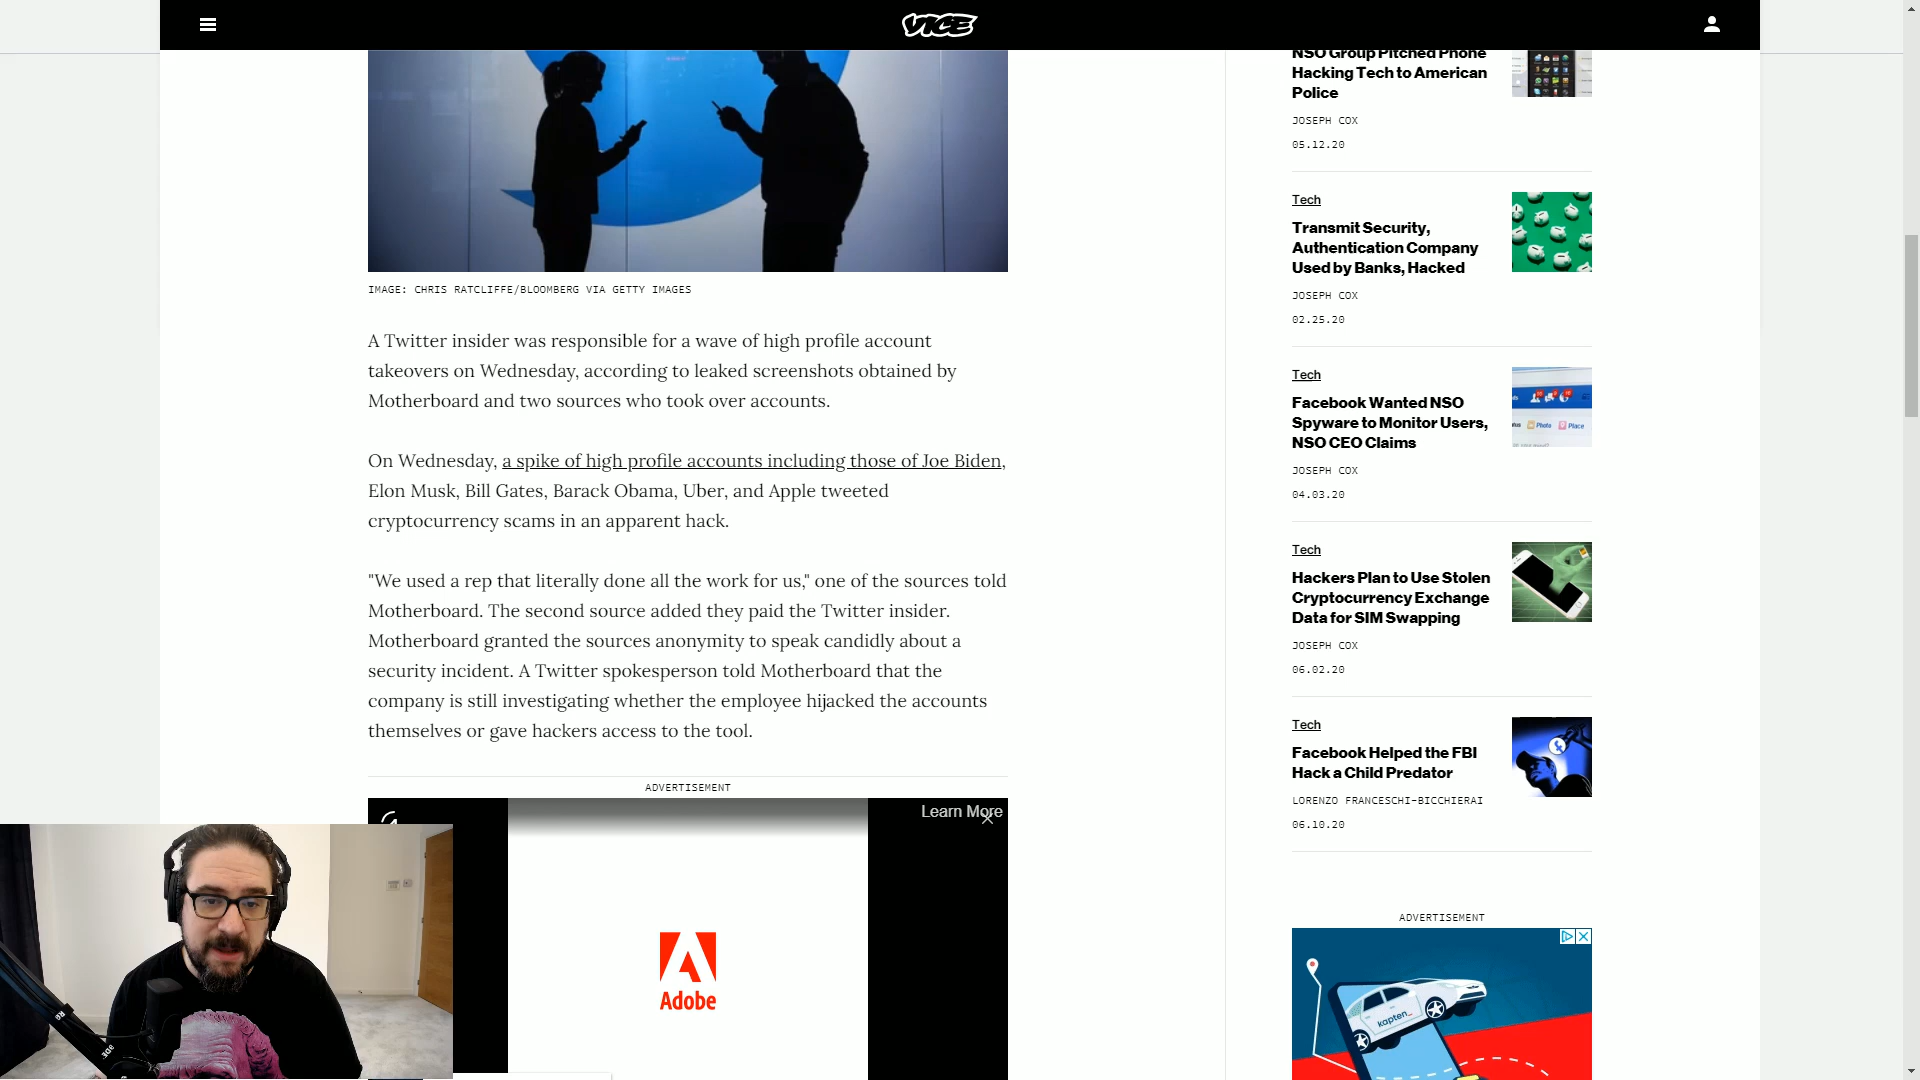 VICE
IMAGE: CHRIS RATCLIFFE/BLOOMBERG VIA GETTY IMAGES
A Twitter insider was responsible for a wave of high profile account
takeovers on Wednesday, according to leaked screenshots obtained by
Motherboard and two sources who took over accounts.
On Wednesday, a spike of high profile accounts including those of Joe Biden,
Elon Musk, Bill Gates, Barack Obama, Uber, and Apple tweeted
cryptocurrency scams in an apparent hack.
"We used a rep that literally done all the work for us," one of the sources told
Motherboard. The second source added they paid the Twitter insider.
Motherboard granted the sources anonymity to speak candidly about a
security incident. A Twitter spokesperson told Motherboard that the
company is still investigating whether the employee hijacked the accounts
themselves or gave hackers access to the tool.
ADVERTISEMENT
Learn More
Adobe
NSO Group Pitched Phone
Hacking Tech to American
Police
JOSEPH COX
05.12.20
Tech
Transmit Security,
Authentication Company
Used by Banks, Hacked
JOSEPH COX
02.25.20
Tech
Facebook Wanted NSO
Spyware to Monitor Users,
NSO CEO Claims
JOSEPH COX
04.03.20
Photo
Place
Tech
Hackers Plan to Use Stolen
Cryptocurrency Exchange
Data for SIM Swapping
JOSEPH COX
06.02.20
Tech
Facebook Helped the FBI
Hack a Child Predator
LORENZO FRANCESCHI-BICCHIERAI
06.10.20
ADVERTISEMENT
kapten_